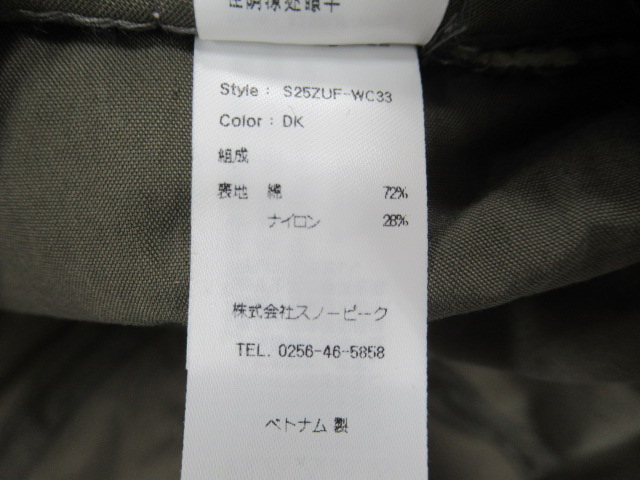 Style : S25ZUF-WC33
Color : DK
組成
表地 綿 72%
ナイロン 28%
株式会社スノーピーク
TEL. 0256-46-5858
ベトナム 製